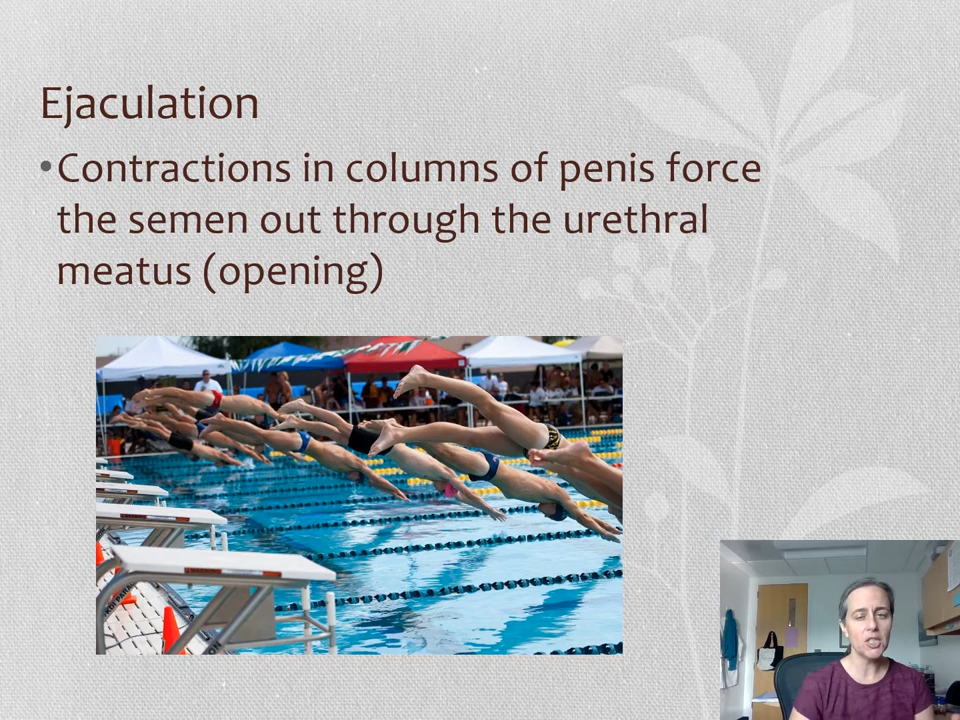 Ejaculation
•Contractions in columns of penis force
the semen out through the urethral
meatus (opening)